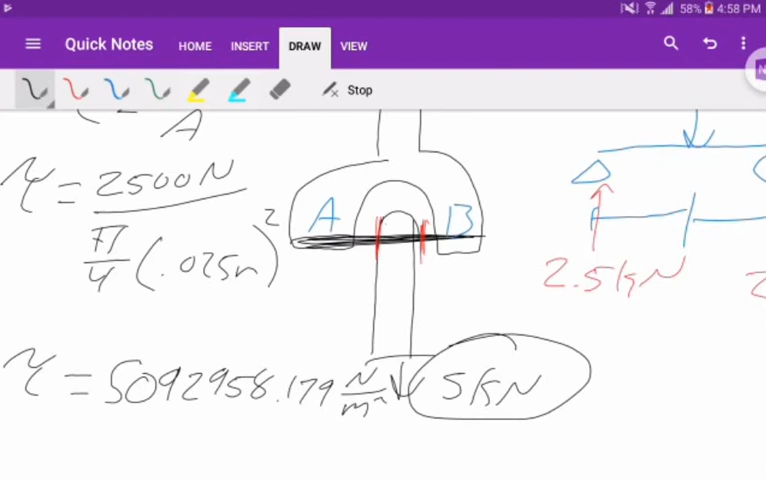 58% 4:58 PM
Quick Notes HOME INSERT DRAW VIEW
Stop
A
τ = 2500N
π/4 (.025m)²
A B
2.5kN
2
τ = 5092958.179 N/m² 5kN